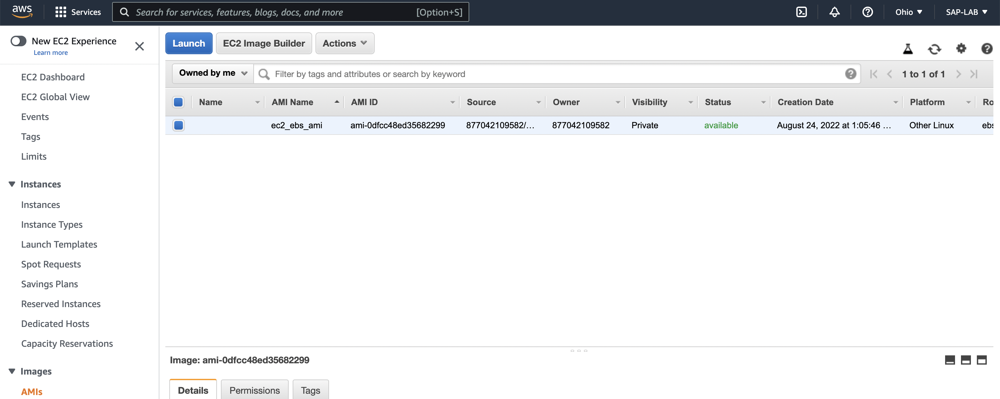 aws Services Search for services, features, blogs, docs, and more [Option+S] Ohio SAP-LAB
New EC2 Experience
Learn more
EC2 Dashboard
EC2 Global View
Events
Tags
Limits
Instances
Instances
Instance Types
Launch Templates
Spot Requests
Savings Plans
Reserved Instances
Dedicated Hosts
Capacity Reservations
Images
AMIs
Launch EC2 Image Builder Actions
Owned by me Filter by tags and attributes or search by keyword 1 to 1 of 1
Name AMI Name AMI ID Source Owner Visibility Status Creation Date Platform Ro
ec2_ebs_ami ami-0dfcc48ed35682299 877042109582/... 877042109582 Private available August 24, 2022 at 1:05:46 ... Other Linux ebs
Image: ami-0dfcc48ed35682299
Details Permissions Tags